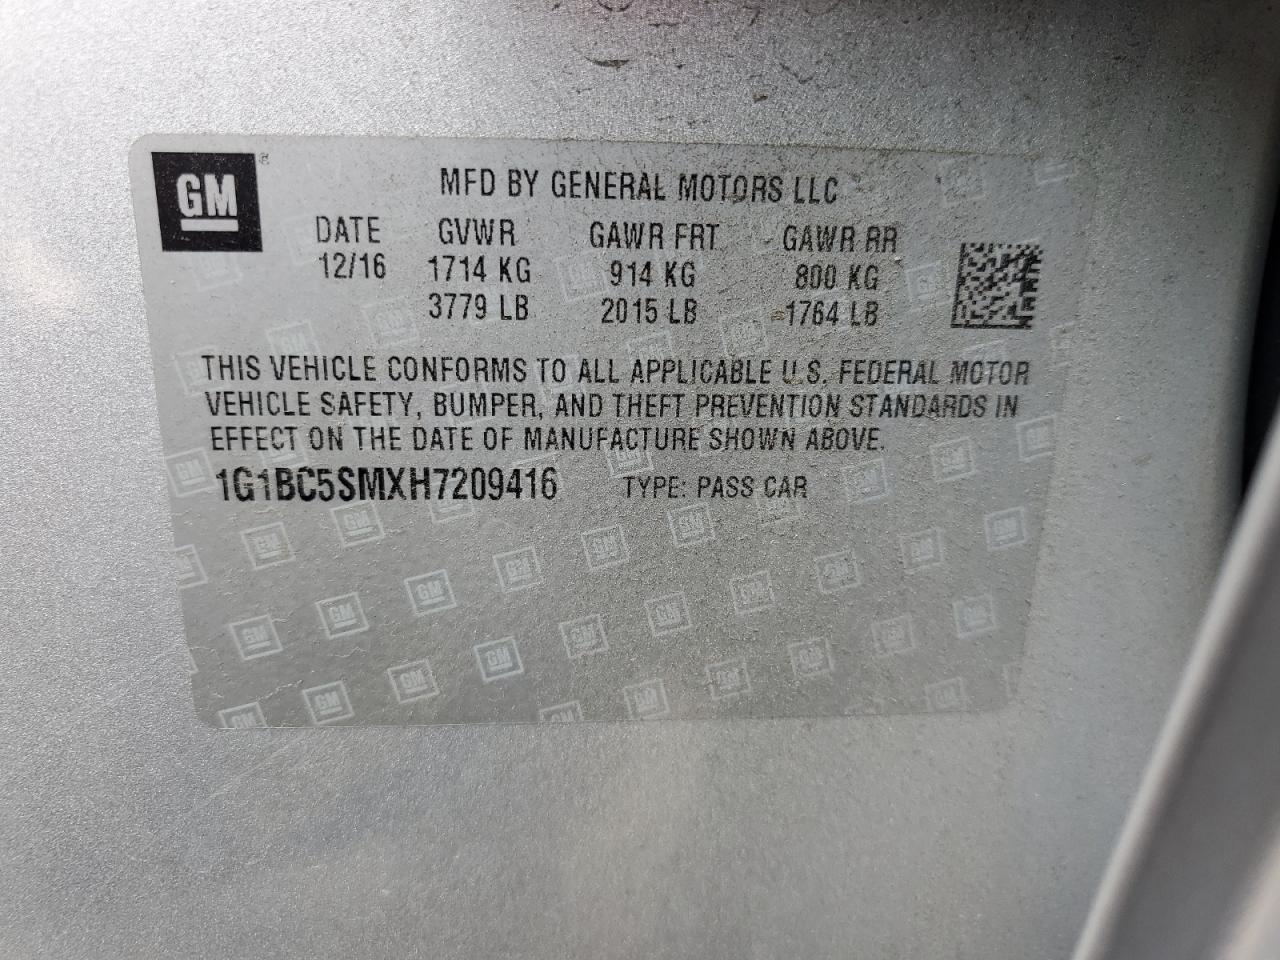 GM
MFD BY GENERAL MOTORS LLC
DATE GVWR GAWR FRT GAWR RR
12/16 1714 KG 914 KG 800 KG
3779 LB 2015 LB 1764 LB
THIS VEHICLE CONFORMS TO ALL APPLICABLE U.S. FEDERAL MOTOR
VEHICLE SAFETY, BUMPER, AND THEFT PREVENTION STANDARDS IN
EFFECT ON THE DATE OF MANUFACTURE SHOWN ABOVE.
1G1BC5SMXH7209416 TYPE: PASS CAR